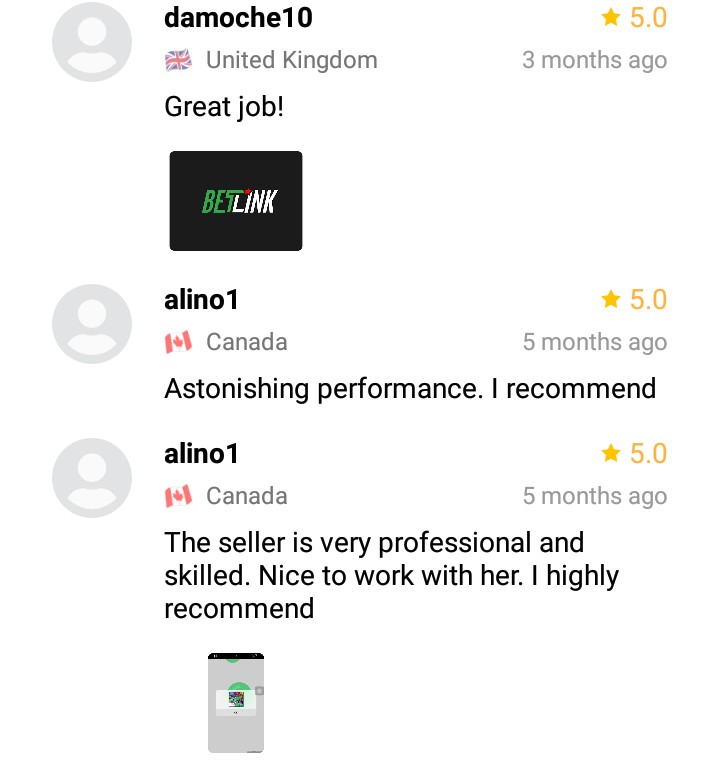 damoche10
5.0
United Kingdom
3 months ago
Great job!
BETLINK
alino1
5.0
Canada
5 months ago
Astonishing performance. I recommend
alino1
5.0
Canada
5 months ago
The seller is very professional and
skilled. Nice to work with her. I highly
recommend